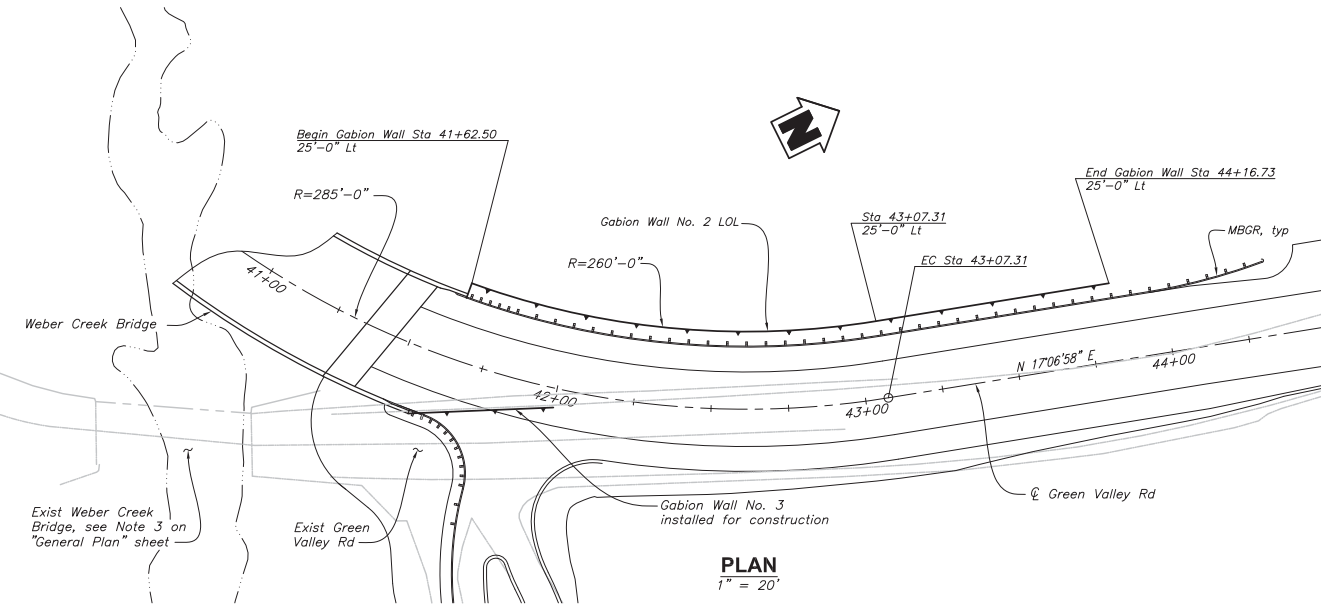 N
Begin Gabion Wall Sta 41+62.50
25'-0" Lt
R=285'-0"
41+00
Weber Creek Bridge
Gabion Wall No. 2 LOL
R=260'-0"
Sta 43+07.31
25'-0" Lt
EC Sta 43+07.31
End Gabion Wall Sta 44+16.73
25'-0" Lt
MBGR, typ
42+00
43+00
N 17°06'58" E
44+00
℄ Green Valley Rd
Exist Weber Creek
Bridge, see Note 3 on
"General Plan" sheet
Exist Green
Valley Rd
Gabion Wall No. 3
installed for construction
PLAN
1" = 20'